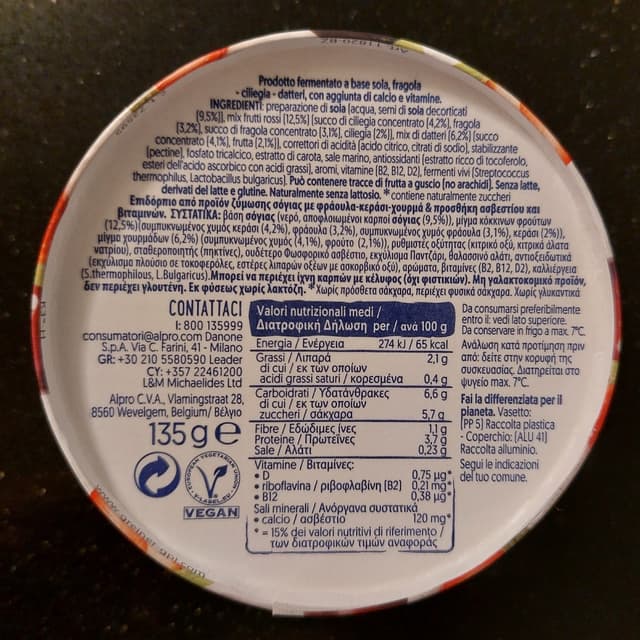 Prodotto fermentato a base soia, fragola
- ciliegia - datteri, con aggiunta di calcio e vitamine.
INGREDIENTI: preparazione di soia (acqua, semi di soia decorticati
[9,5%]), mix frutti rossi [12,5%] (succo di ciliegia concentrato [4,2%], fragola
[3,2%], succo di fragola concentrato [3,1%], ciliegia [2%]), mix di datteri [6,2%] (succo
concentrato [4,1%], frutta [2,1%]), correttori di acidità (acido citrico, citrati di sodio), stabilizzante
(pectine), fosfato tricalcico, estratto di carota, sale marino, antiossidanti (estratto ricco di tocoferolo,
esteri dell'acido ascorbico con acidi grassi), aromi, vitamine (B2, B12, D2), fermenti vivi (Streptococcus
thermophilus, Lactobacillus bulgaricus). Può contenere tracce di frutta a guscio (no arachidi). Senza latte,
derivati del latte e glutine. Naturalmente senza lattosio. *contiene naturalmente zuccheri
Επιδόρπιο από προϊόν ζύμωσης σόγιας με φράουλα-κεράσι-χουρμά & προσθήκη ασβεστίου και
βιταμινών. ΣΥΣΤΑΤΙΚΑ: βάση σόγιας (νερό, αποφλοιωμένοι καρποί σόγιας (9,5%)), μίγμα κόκκινων φρούτων
(12,5%)(συμπυκνωμένος χυμός κεράσι (4,2%), φράουλα (3,2%), συμπυκνωμένος χυμός φράουλα (3,1%), κεράσι (2%)),
μίγμα χουρμάδων (6,2%) (συμπυκνωμένος χυμός (4,1%), φρούτο (2,1%)), ρυθμιστές οξύτητας (κιτρικό οξύ, κιτρικά άλατα
νατρίου), σταθεροποιητής (πηκτίνες), ουδέτερο Φωσφορικό ασβέστιο, εκχύλισμα Παντζάρι, θαλασσινό αλάτι, αντιοξειδωτικά
(εκχύλισμα πλούσιο σε τοκοφερόλες, εστέρες λιπαρών οξέων με ασκορβικό οξύ), αρώματα, βιταμίνες (B2, B12, D2), καλλιέργεια
(S.thermophilous, L.Bulgaricus). Μπορεί να περιέχει ίχνη καρπών με κέλυφος (όχι φιστικιών). Μη γαλακτοκομικό προϊόν,
δεν περιέχει γλουτένη. Εκ φύσεως χωρίς λακτόζη. *Χωρίς πρόσθετα σάκχαρα, περιέχει φυσικά σάκχαρα. Χωρίς γλυκαντικά
CONTATTACI
I: 800 135999
consumatori@alpro.com Danone
S.p.A. Via C. Farini, 41 - Milano
GR: +30 210 5580590 Leader
CY: +357 22461200
L&M Michaelides Ltd
Alpro C.V.A., Vlamingstraat 28,
8560 Wevelgem, Belgium/ Βέλγιο
135 g e
EUROPEAN VEGETARIAN UNION
V-LABEL.EU
VEGAN
Valori nutrizionali medi /
Διατροφική Δήλωση per / ανά 100 g
Energia / Ενέργεια 274 kJ / 65 kcal
Grassi / Λιπαρά 2,1 g
di cui / εκ των οποίων
acidi grassi saturi / κορεσμένα 0,4 g
Carboidrati / Υδατάνθρακες 6,6 g
di cui / εκ των οποίων
zuccheri / σάκχαρα 5,7 g
Fibre / Εδώδιμες ίνες 1,1 g
Proteine / Πρωτεΐνες 3,7 g
Sale / Αλάτι 0,23 g
Vitamine / Βιταμίνες:
• D 0,75 µg*
• riboflavina / ριβοφλαβίνη [B2] 0,21 mg*
• B12 0,38 µg*
Sali minerali / Ανόργανα συστατικά
• calcio / ασβέστιο 120 mg*
* = 15% dei valori nutritivi di riferimento /
των διατροφικών τιμών αναφοράς
Da consumarsi preferibilmente
entro il: vedi lato superiore.
Da conservare in frigo a max. 7°C.
Ανάλωση κατά προτίμηση πριν
από: δείτε στην κορυφή της
συσκευασίας. Διατηρείται στο
ψυγείο max. 7°C.
Fai la differenziata per il
pianeta. Vasetto:
[PP 5] Raccolta plastica
- Coperchio: [ALU 41]
Raccolta alluminio.
Segui le indicazioni
del tuo comune.